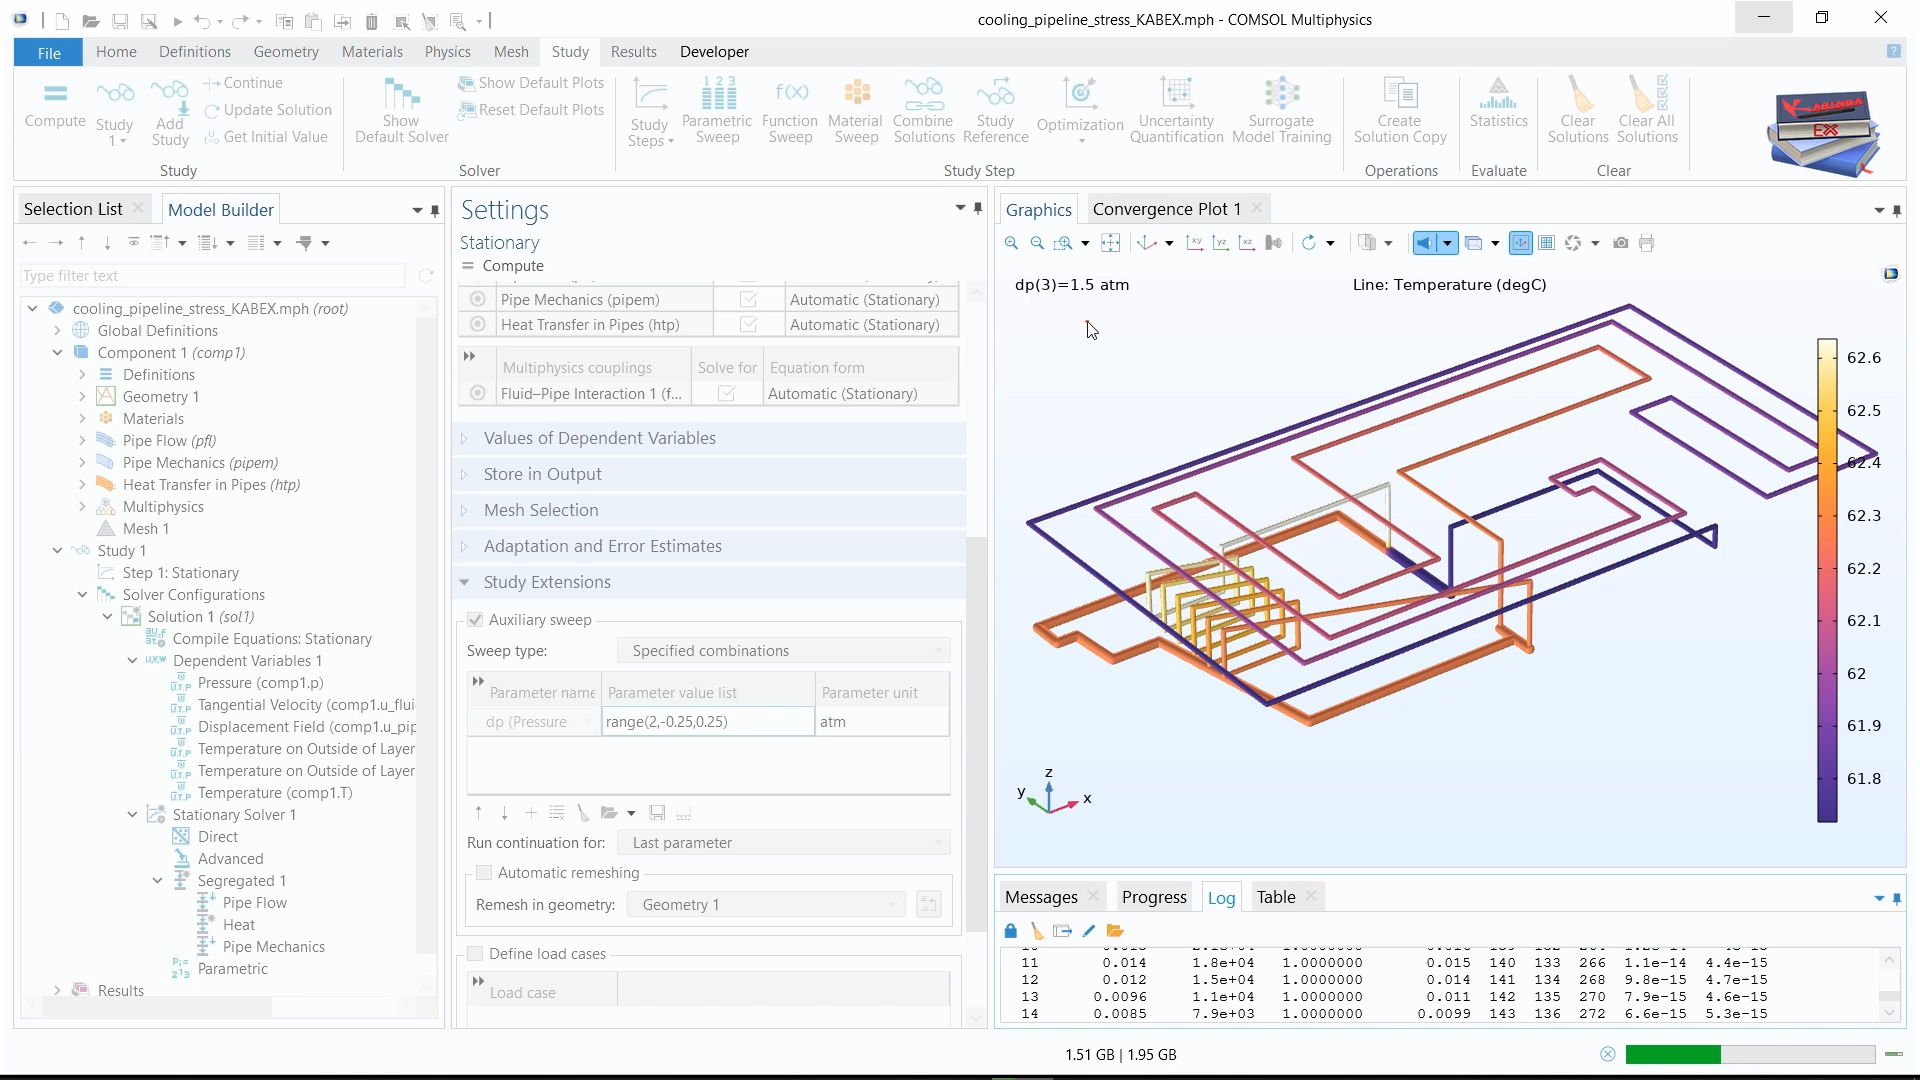 cooling_pipeline_stress_KABEX.mph - COMSOL Multiphysics
File Home Definitions Geometry Materials Physics Mesh Study Results Developer
Compute
Study 1
Add Study
Continue
Update Solution
Get Initial Value
Study
Show Default Solver
Show Default Plots
Reset Default Plots
Solver
Study Steps
Parametric Sweep
Function Sweep
Material Sweep
Combine Solutions
Study Reference
Optimization
Uncertainty Quantification
Surrogate Model Training
Study Step
Create Solution Copy
Operations
Statistics
Evaluate
Clear Solutions
Clear All Solutions
Clear
EX
Selection List Model Builder
Type filter text
cooling_pipeline_stress_KABEX.mph (root)
Global Definitions
Component 1 (comp1)
Definitions
Geometry 1
Materials
Pipe Flow (pfl)
Pipe Mechanics (pipem)
Heat Transfer in Pipes (htp)
Multiphysics
Mesh 1
Study 1
Step 1: Stationary
Solver Configurations
Solution 1 (sol1)
Compile Equations: Stationary
Dependent Variables 1
Pressure (comp1.p)
Tangential Velocity (comp1.u_flui
Displacement Field (comp1.u_pip
Temperature on Outside of Layer
Temperature on Outside of Layer
Temperature (comp1.T)
Stationary Solver 1
Direct
Advanced
Segregated 1
Pipe Flow
Heat
Pipe Mechanics
Parametric
Results
Settings
Stationary
= Compute
Pipe Mechanics (pipem) Automatic (Stationary)
Heat Transfer in Pipes (htp) Automatic (Stationary)
Multiphysics couplings Solve for Equation form
Fluid–Pipe Interaction 1 (f... Automatic (Stationary)
Values of Dependent Variables
Store in Output
Mesh Selection
Adaptation and Error Estimates
Study Extensions
Auxiliary sweep
Sweep type: Specified combinations
Parameter name Parameter value list Parameter unit
dp (Pressure range(2,-0.25,0.25) atm
Run continuation for: Last parameter
Automatic remeshing
Remesh in geometry: Geometry 1
Define load cases
Load case
Graphics Convergence Plot 1
dp(3)=1.5 atm Line: Temperature (degC)
62.6
62.5
62.4
62.3
62.2
62.1
62
61.9
61.8
z
y
x
Messages Progress Log Table
11 0.014 1.8e+04 1.0000000 0.015 140 133 266 1.1e-14 4.4e-15
12 0.012 1.5e+04 1.0000000 0.014 141 134 268 9.8e-15 4.7e-15
13 0.0096 1.1e+04 1.0000000 0.011 142 135 270 7.9e-15 4.6e-15
14 0.0085 7.9e+03 1.0000000 0.0099 143 136 272 6.6e-15 5.3e-15
1.51 GB | 1.95 GB